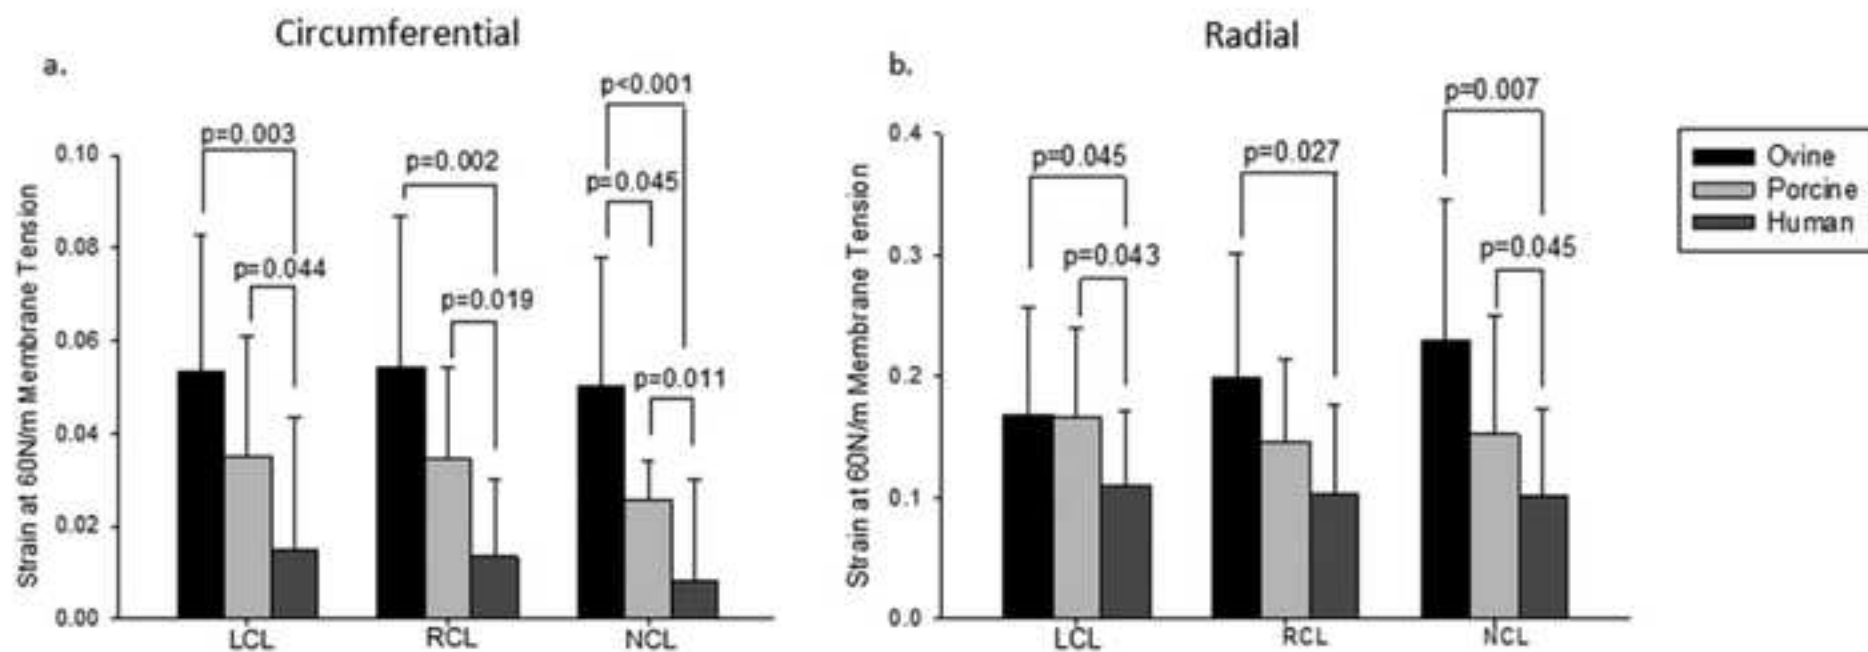 Circumferential
a.
p<0.001
p=0.003
p=0.002
p=0.045
p=0.044
p=0.019
p=0.011
Strain at 60N/m Membrane Tension
0.10
0.08
0.06
0.04
0.02
0.00
LCL
RCL
NCL
Radial
b.
p=0.007
p=0.045
p=0.027
p=0.043
p=0.045
Strain at 60N/m Membrane Tension
0.4
0.3
0.2
0.1
0.0
LCL
RCL
NCL
Ovine
Porcine
Human